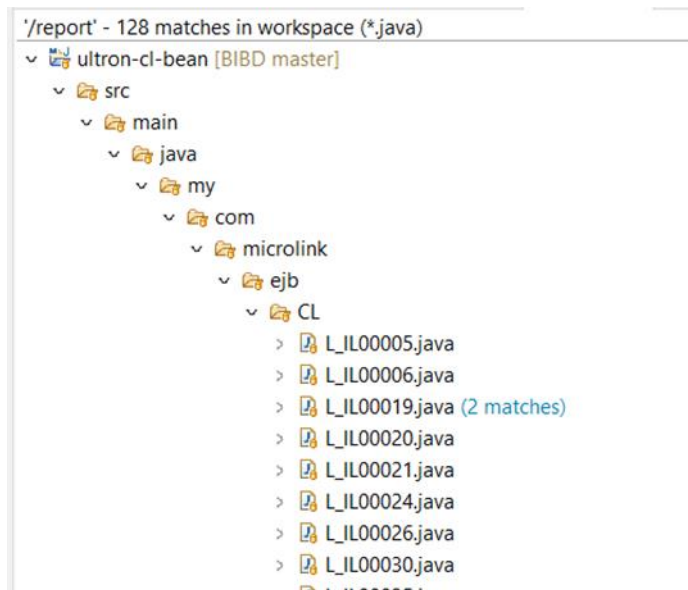 '/report' - 128 matches in workspace (*.java)
ultron-cl-bean [BIBD master]
src
main
java
my
com
microlink
ejb
CL
L_IL00005.java
L_IL00006.java
L_IL00019.java (2 matches)
L_IL00020.java
L_IL00021.java
L_IL00024.java
L_IL00026.java
L_IL00030.java